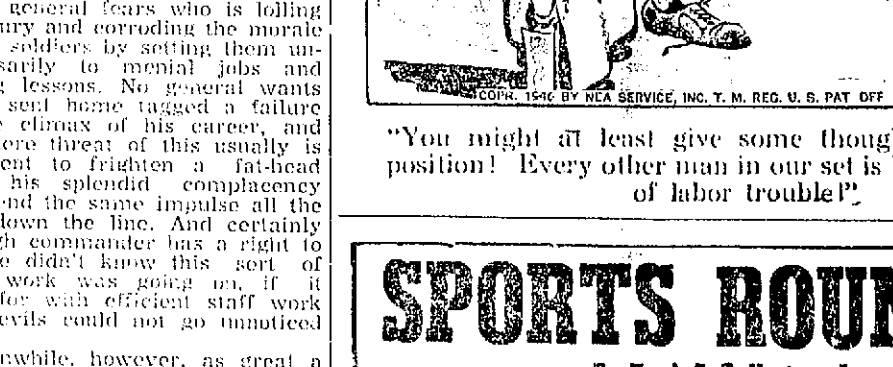 general fears who is lolling
ury and corroding the morale
soldiers by setting them un-
sarily to menial jobs and
g lessons. No general wants
sent home tagged a failure
e climax of his career, and
ere threat of this usually is
ent to frighten a fat-head
his splendid complacency
end the same impulse all the
down the line. And certainly
gh commander has a right to
e didn't know this sort of
work was going on, if it
for with efficient staff work
evils could not go unnoticed
nwhile, however, as great a
COPR. 1946 BY NEA SERVICE, INC. T. M. REG. U. S. PAT OFF
"You might at least give some thoug
position! Every other man in our set is
of labor trouble!"
SPORTS ROU